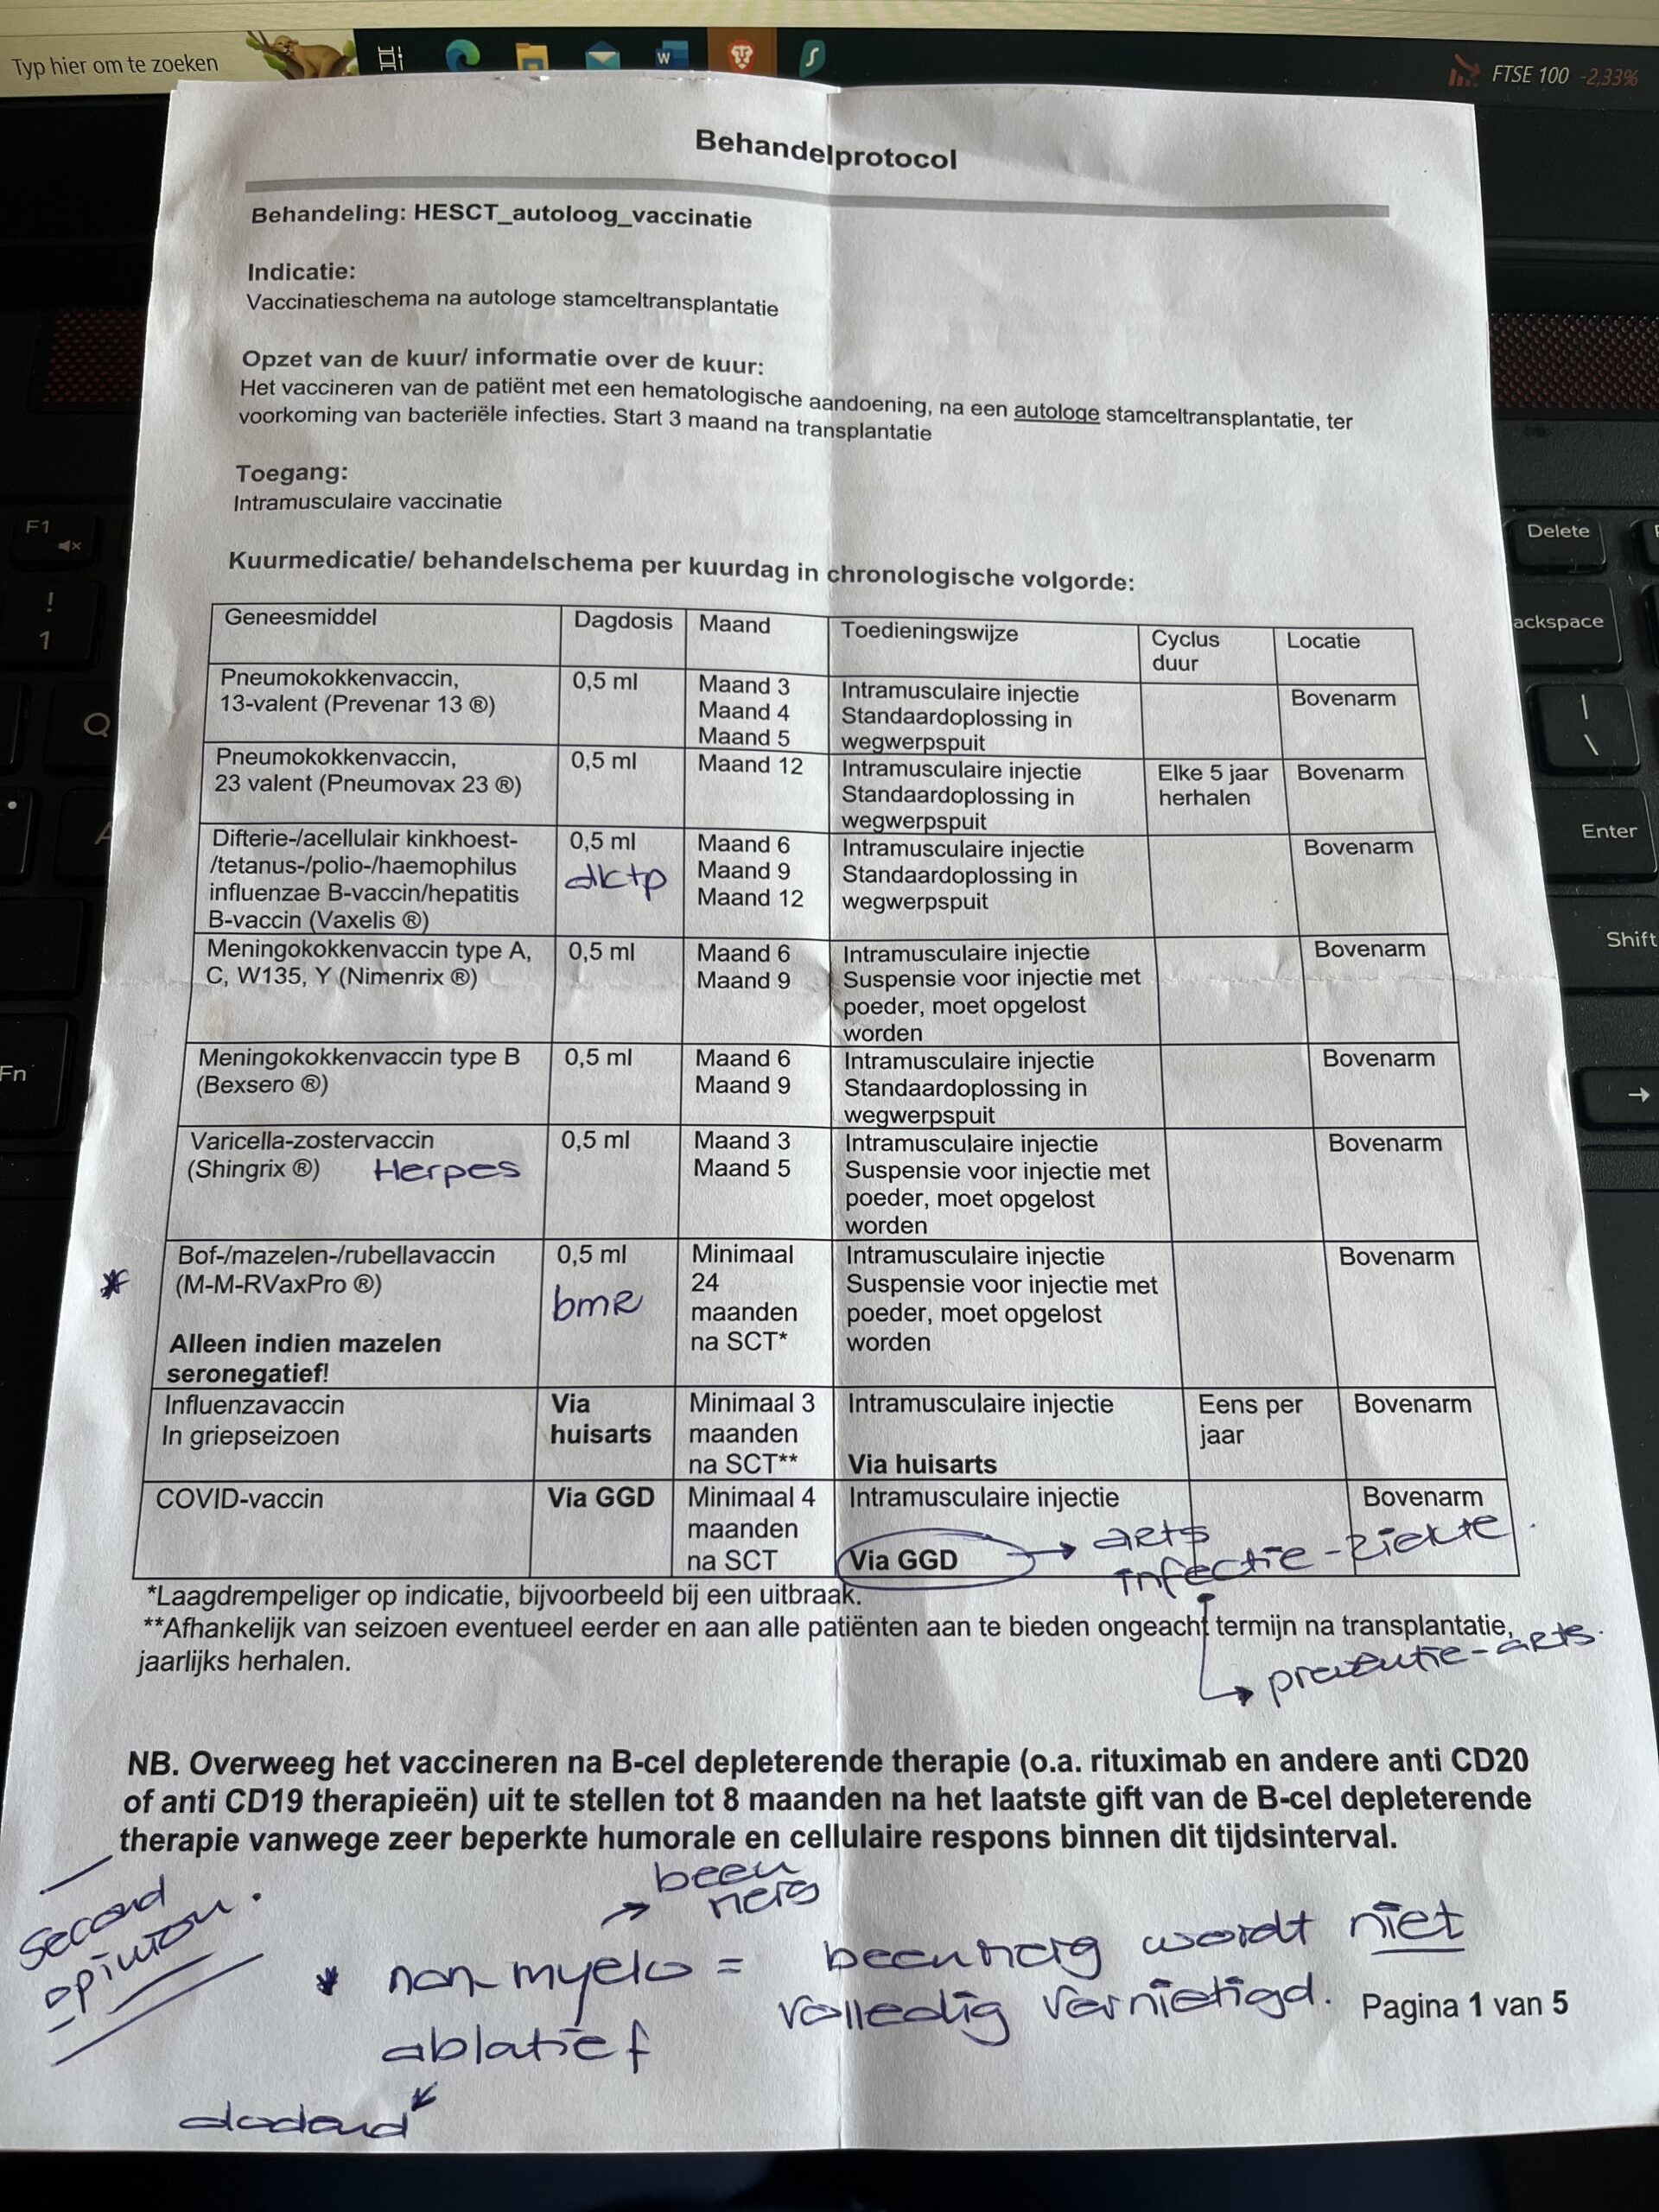 Typ hier om te zoeken
FTSE 100 -2,33%
Behandelprotocol
Behandeling: HESCT_autoloog_vaccinatie
Indicatie:
Vaccinatieschema na autologe stamceltransplantatie
Opzet van de kuur/ informatie over de kuur:
Het vaccineren van de patiënt met een hematologische aandoening, na een autologe stamceltransplantatie, ter
voorkoming van bacteriële infecties. Start 3 maand na transplantatie
Toegang:
Intramusculaire vaccinatie
Kuurmedicatie/ behandelschema per kuurdag in chronologische volgorde:
Geneesmiddel Dagdosis Maand Toedieningswijze Cyclus Locatie
duur
Pneumokokkenvaccin, 0,5 ml Maand 3 Intramusculaire injectie Bovenarm
13-valent (Prevenar 13 ®) Maand 4 Standaardoplossing in
Maand 5 wegwerpspuit
Pneumokokkenvaccin, 0,5 ml Maand 12 Intramusculaire injectie Elke 5 jaar Bovenarm
23 valent (Pneumovax 23 ®) Standaardoplossing in herhalen
wegwerpspuit
Difterie-/acellulair kinkhoest- 0,5 ml Maand 6 Intramusculaire injectie Bovenarm
/tetanus-/polio-/haemophilus dktp Maand 9 Standaardoplossing in
influenzae B-vaccin/hepatitis Maand 12 wegwerpspuit
B-vaccin (Vaxelis ®)
Meningokokkenvaccin type A, 0,5 ml Maand 6 Intramusculaire injectie Bovenarm
C, W135, Y (Nimenrix ®) Maand 9 Suspensie voor injectie met
poeder, moet opgelost
worden
Meningokokkenvaccin type B 0,5 ml Maand 6 Intramusculaire injectie Bovenarm
(Bexsero ®) Maand 9 Standaardoplossing in
wegwerpspuit
Varicella-zostervaccin 0,5 ml Maand 3 Intramusculaire injectie Bovenarm
(Shingrix ®) Herpes Maand 5 Suspensie voor injectie met
poeder, moet opgelost
worden
Bof-/mazelen-/rubellavaccin 0,5 ml Minimaal Intramusculaire injectie Bovenarm
* (M-M-RVaxPro ®) bmR 24 Suspensie voor injectie met
maanden poeder, moet opgelost
Alleen indien mazelen na SCT* worden
seronegatief!
Influenzavaccin Via Minimaal 3 Intramusculaire injectie Eens per Bovenarm
In griepseizoen huisarts maanden jaar
na SCT** Via huisarts
COVID-vaccin Via GGD Minimaal 4 Intramusculaire injectie Bovenarm
maanden
na SCT Via GGD → arts
infectie-ziekte.
*Laagdrempeliger op indicatie, bijvoorbeeld bij een uitbraak.
**Afhankelijk van seizoen eventueel eerder en aan alle patiënten aan te bieden ongeacht termijn na transplantatie,
jaarlijks herhalen.
→ preventie-arts.
NB. Overweeg het vaccineren na B-cel depleterende therapie (o.a. rituximab en andere anti CD20
of anti CD19 therapieën) uit te stellen tot 8 maanden na het laatste gift van de B-cel depleterende
therapie vanwege zeer beperkte humorale en cellulaire respons binnen dit tijdsinterval.
second
opinion.
→ been
merg
* non-myelo = beenmerg wordt niet
ablatief volledig vernietigd.
dodend
Pagina 1 van 5
F1
!
1
Q
A
Fn
Delete
ackspace
|
\
Enter
Shift
→